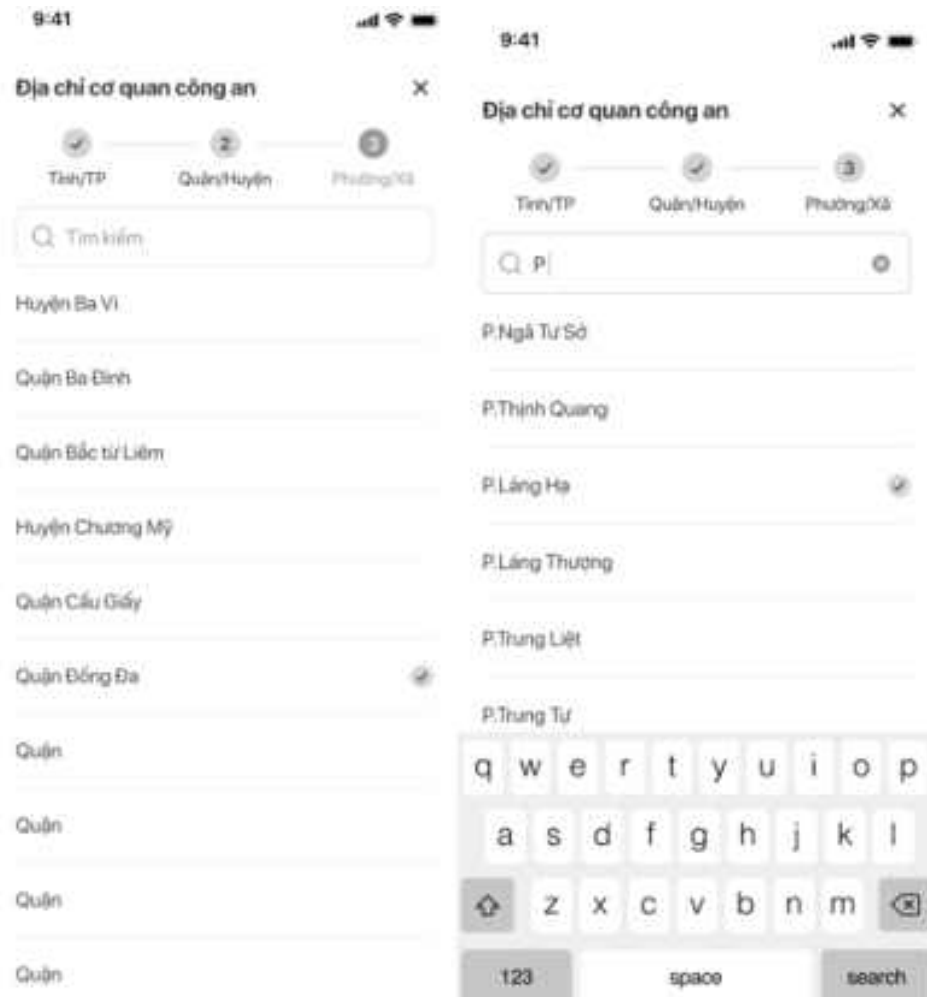 9:41
Địa chỉ cơ quan công an
2
3
Tỉnh/TP
Quận/Huyện
Phường/Xã
Tìm kiếm
Huyện Ba Vì
Quận Ba Đình
Quận Bắc từ Liêm
Huyện Chương Mỹ
Quận Cầu Giấy
Quận Đống Đa
Quận
Quận
Quận
Quận
9:41
Địa chỉ cơ quan công an
3
Tỉnh/TP
Quận/Huyện
Phường/Xã
P
P.Ngã Tư Sở
P.Thịnh Quang
P.Láng Hạ
P.Láng Thượng
P.Trung Liệt
P.Trung Tự
q w e r t y u i o p
a s d f g h j k l
z x c v b n m
123 space search